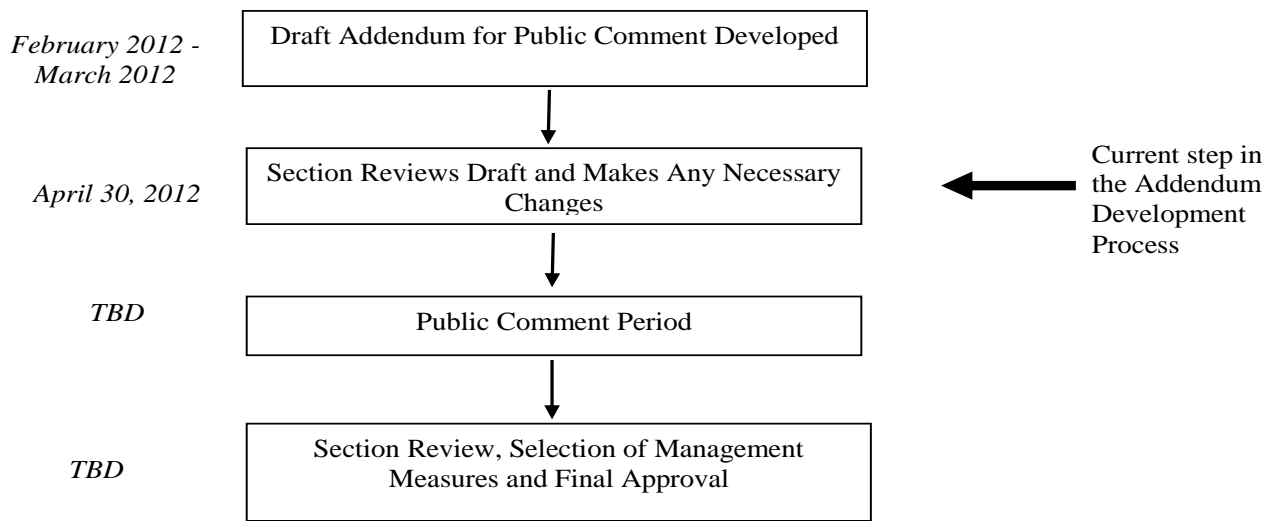 February 2012 -
March 2012
Draft Addendum for Public Comment Developed
April 30, 2012
Section Reviews Draft and Makes Any Necessary
Changes
Current step in
the Addendum
Development
Process
TBD
Public Comment Period
TBD
Section Review, Selection of Management
Measures and Final Approval